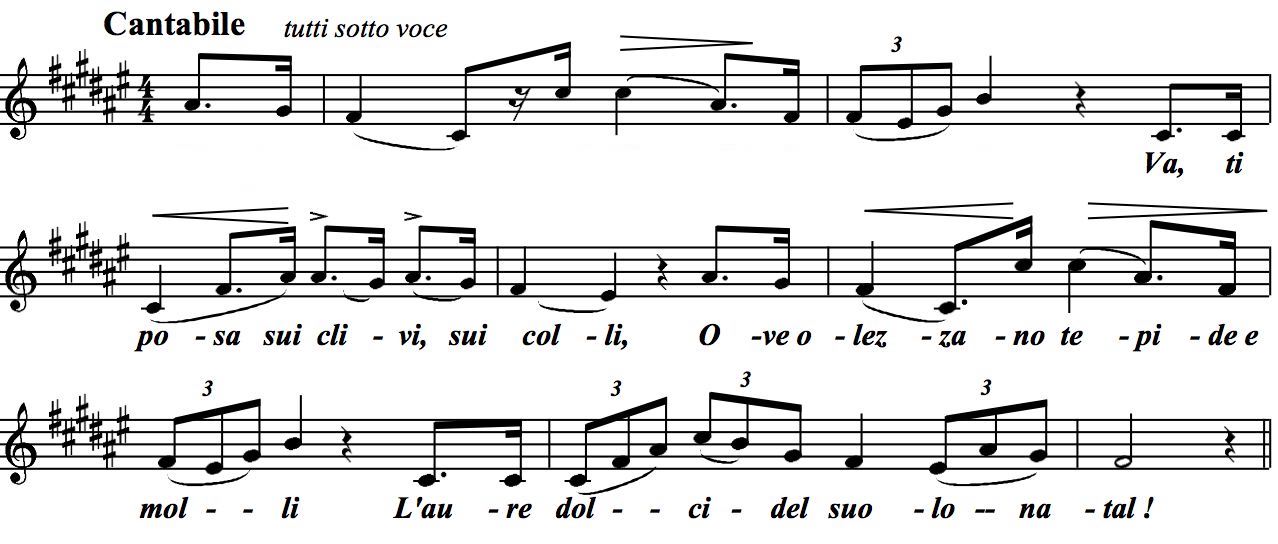 Cantabile tutti sotto voce
4
4
3
Va, ti
po - sa sui cli - vi, sui col - li, O -ve o -lez -za -no te -pi -de e
3
mol - - li L'au -re
3 3 3
dol - - ci - del suo -lo -- na -tal !